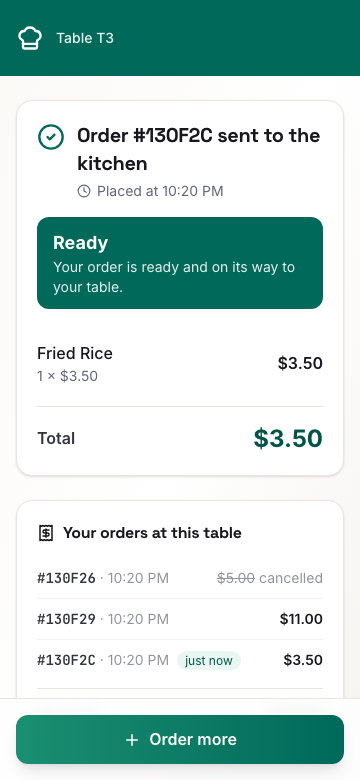 Table T3
Order #130F2C sent to the
kitchen
Placed at 10:20 PM
Ready
Your order is ready and on its way to
your table.
Fried Rice
$3.50
1 × $3.50
Total
$3.50
Your orders at this table
#130F26 · 10:20 PM $5.00 cancelled
#130F29 · 10:20 PM $11.00
#130F2C · 10:20 PM just now $3.50
+ Order more